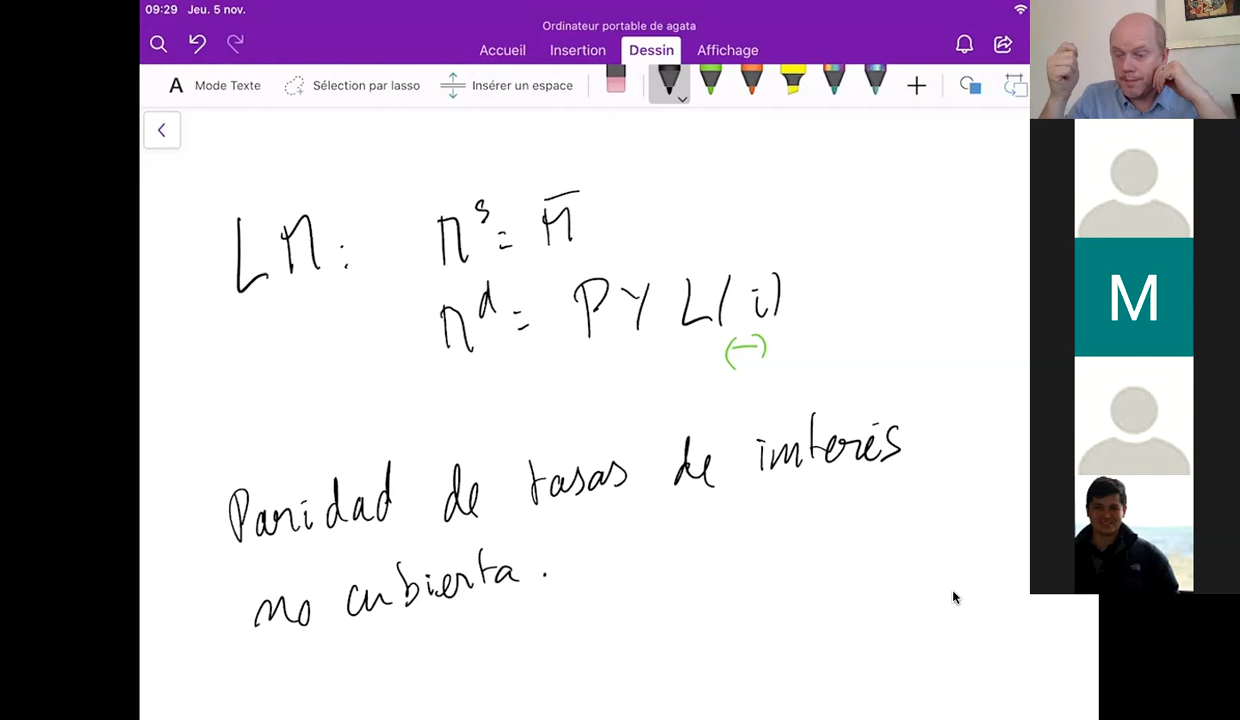 09:29 Jeu. 5 nov.
Ordinateur portable de agata
Accueil Insertion Dessin Affichage
A Mode Texte Sélection par lasso Insérer un espace
LM: M^s = M̄
M^d = P Y L(i)
(-)
Paridad de tasas de interés
no cubierta.
M